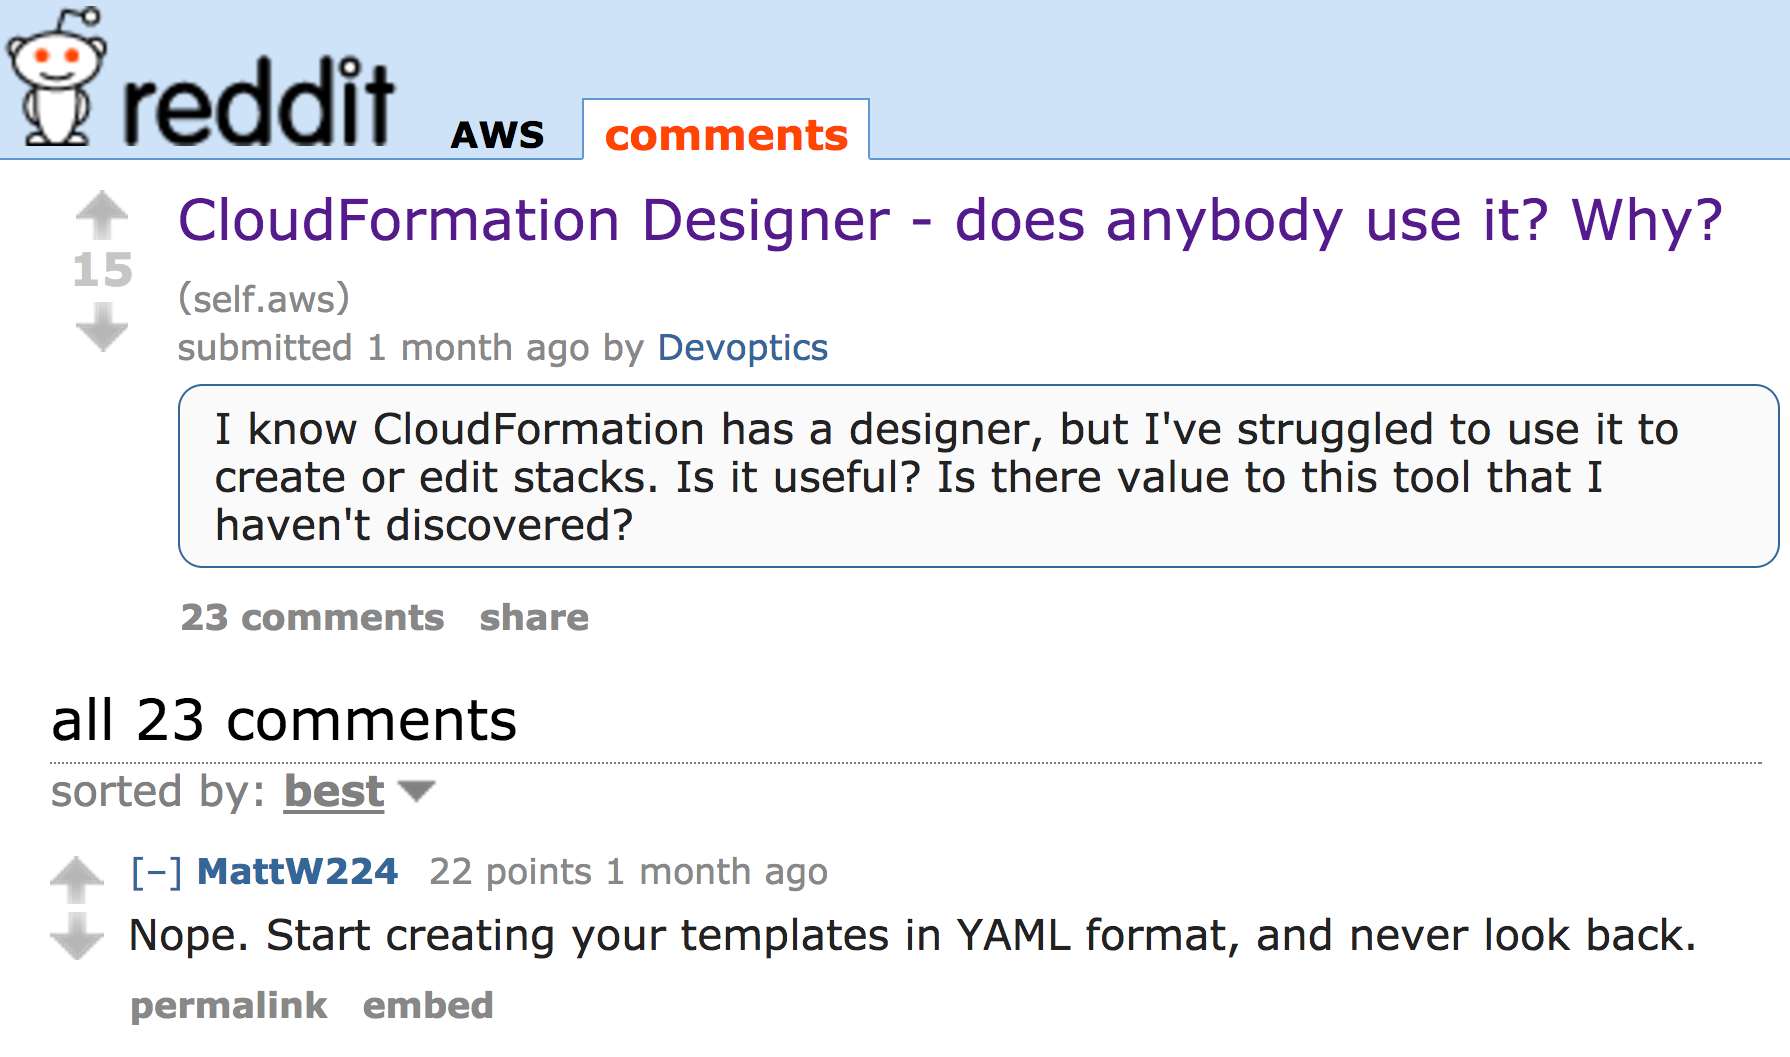 reddit AWS comments
CloudFormation Designer - does anybody use it? Why?
15
(self.aws)
submitted 1 month ago by Devoptics
I know CloudFormation has a designer, but I've struggled to use it to
create or edit stacks. Is it useful? Is there value to this tool that I
haven't discovered?
23 comments share
all 23 comments
sorted by: best
[–] MattW224 22 points 1 month ago
Nope. Start creating your templates in YAML format, and never look back.
permalink embed